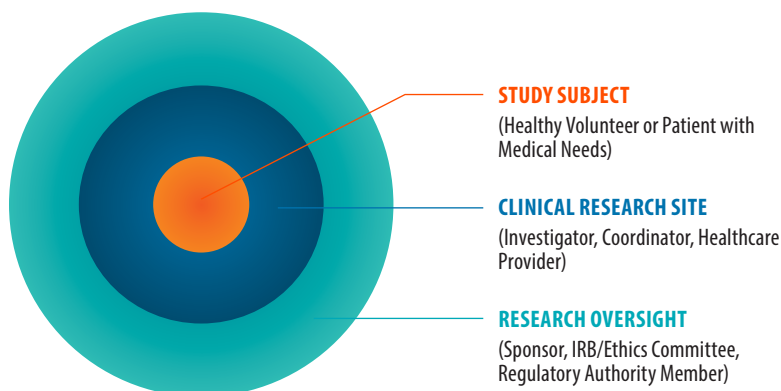 STUDY SUBJECT
(Healthy Volunteer or Patient with
Medical Needs)
CLINICAL RESEARCH SITE
(Investigator, Coordinator, Healthcare
Provider)
RESEARCH OVERSIGHT
(Sponsor, IRB/Ethics Committee,
Regulatory Authority Member)